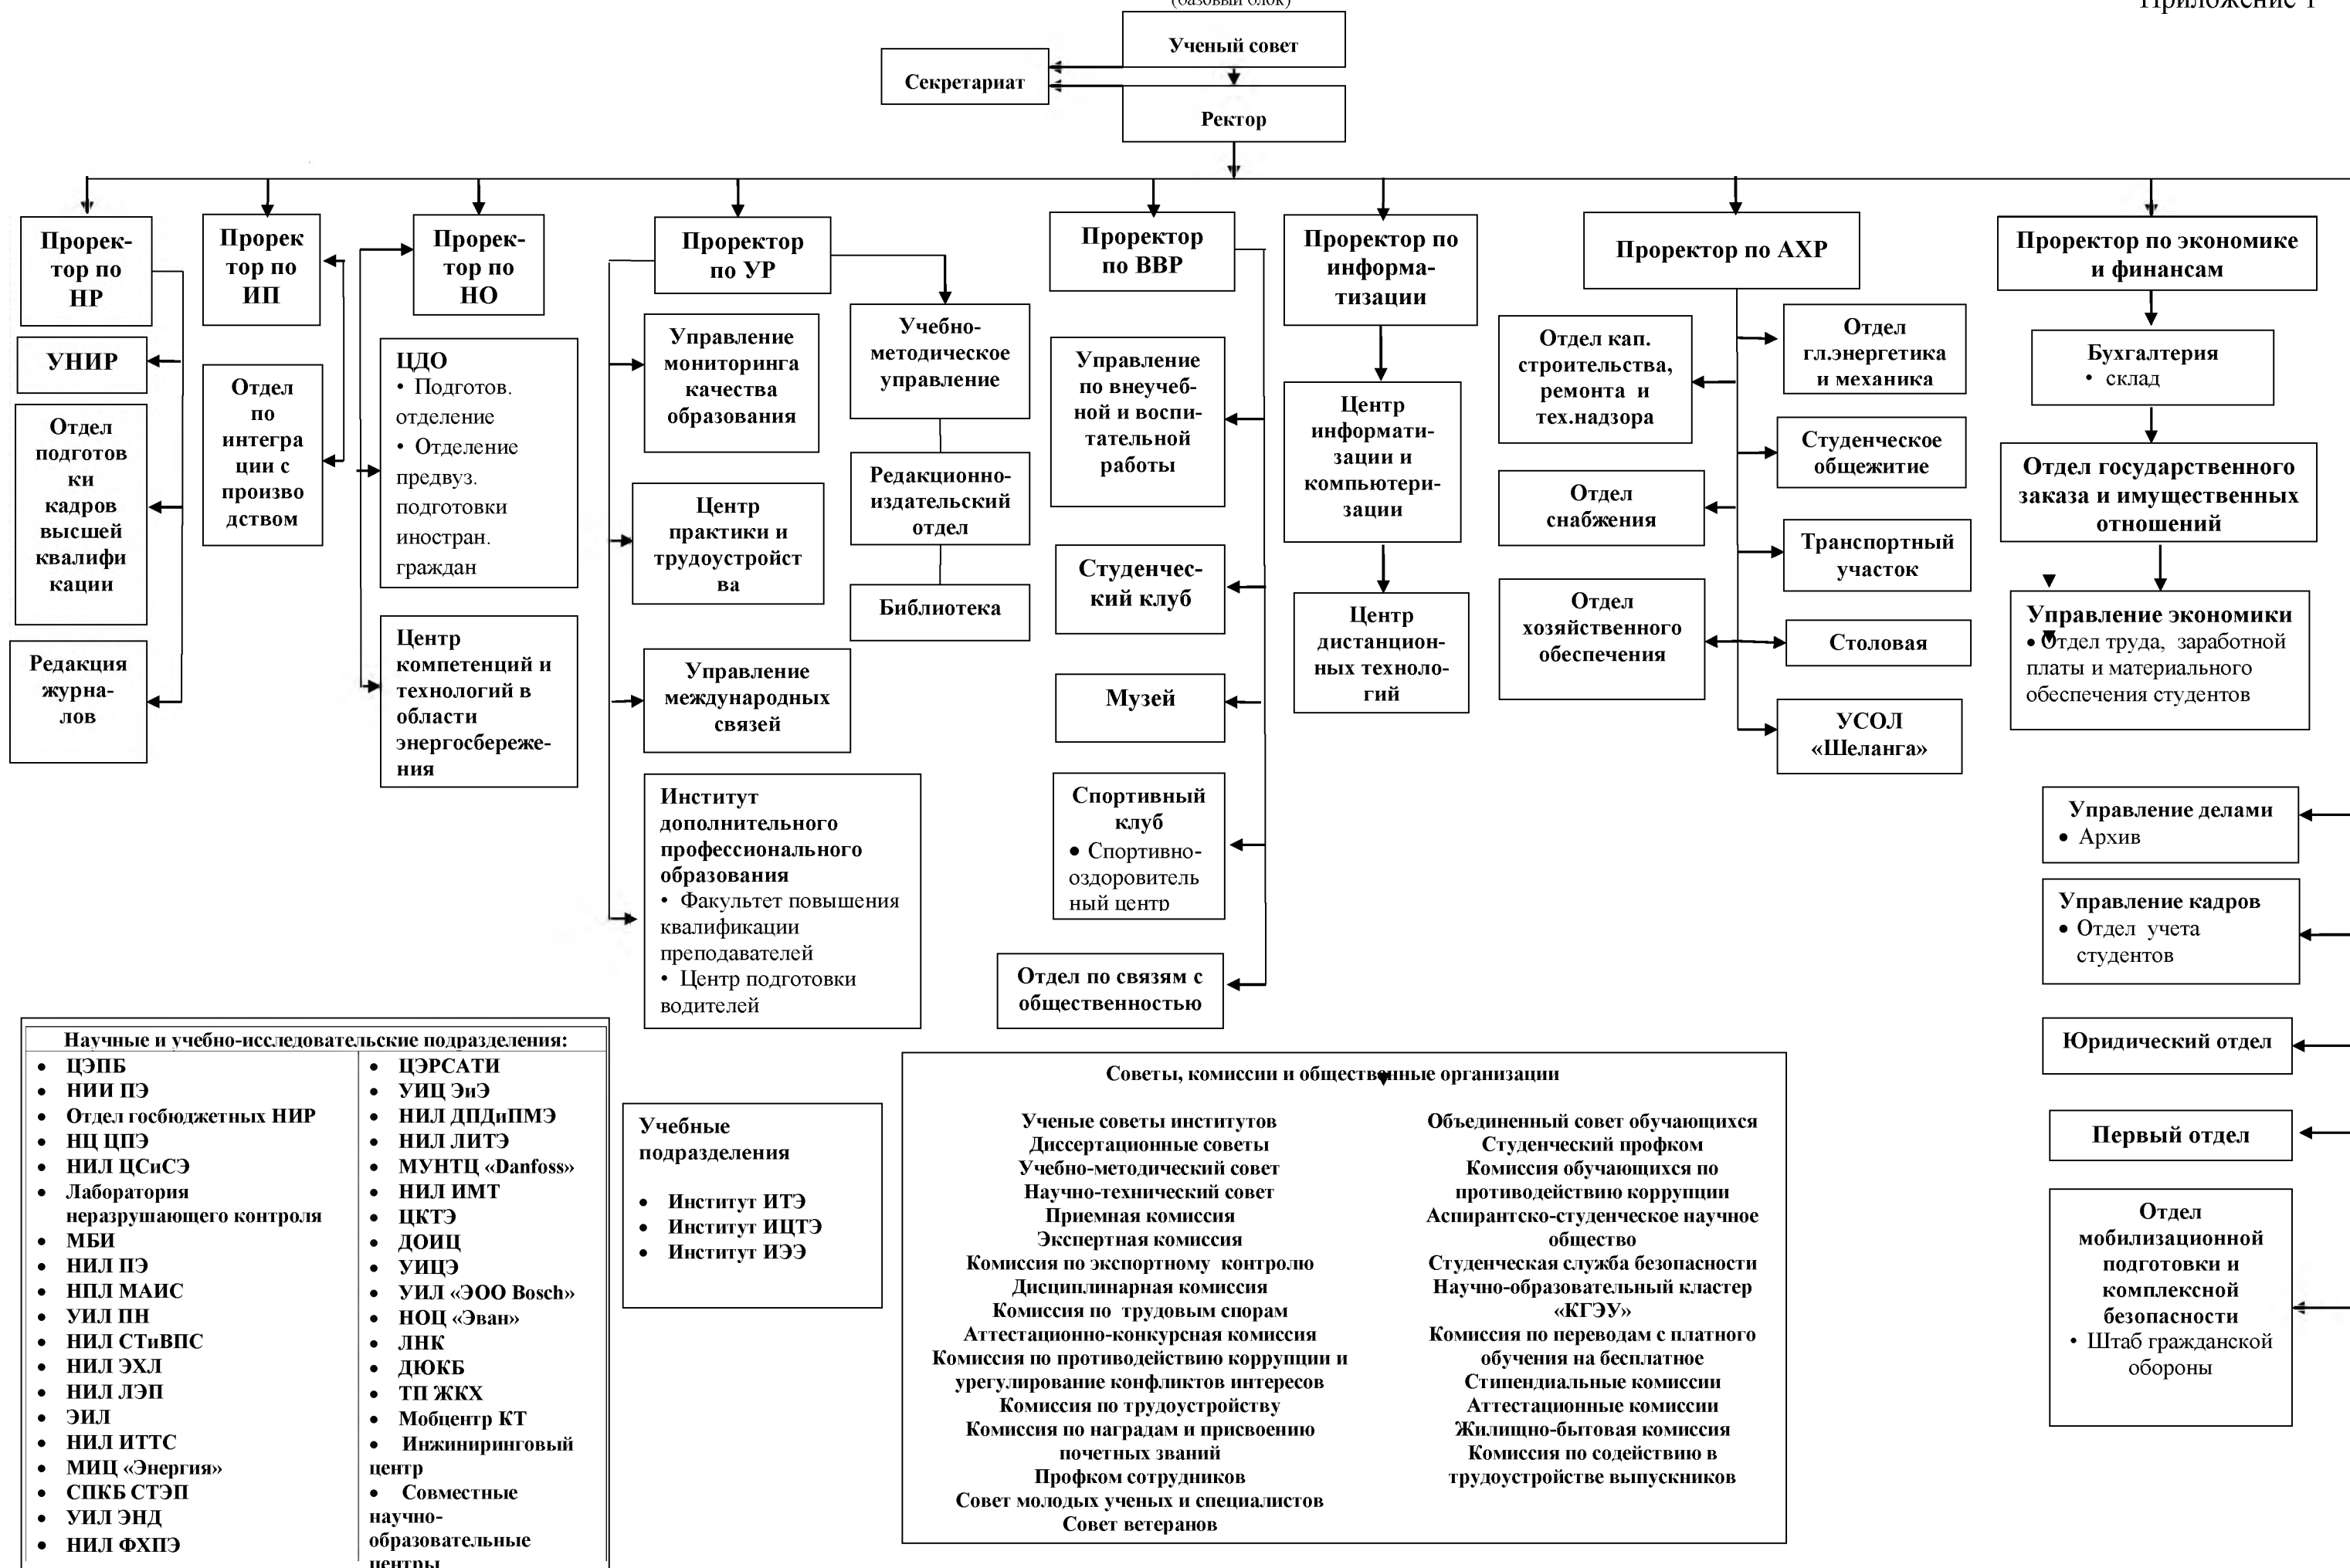 (базовый блок)
Приложение 1
Ученый совет
Секретариат
Ректор
Прорек-
тор по
НР
Прорек
тор по
ИП
Прорек-
тор по
НО
Проректор
по УР
Проректор
по ВВР
Проректор по
информа-
тизации
Проректор по АХР
Проректор по экономике
и финансам
УНИР
Отдел
подготов
ки
кадров
высшей
квалифи
кации
Редакция
журна-
лов
Отдел
по
интегра
ции с
произво
дством
ЦДО
• Подготов.
отделение
• Отделение
предвуз.
подготовки
иностран.
граждан
Центр
компетенций и
технологий в
области
энергосбереже-
ния
Управление
мониторинга
качества
образования
Центр
практики и
трудоустройст
ва
Управление
международных
связей
Институт
дополнительного
профессионального
образования
• Факультет повышения
квалификации
преподавателей
• Центр подготовки
водителей
Учебно-
методическое
управление
Редакционно-
издательский
отдел
Библиотека
Управление
по внеучеб-
ной и воспи-
тательной
работы
Студенчес-
кий клуб
Музей
Спортивный
клуб
• Спортивно-
оздоровитель
ный центр
Отдел по связям с
общественностью
Центр
информати-
зации и
компьютери-
зации
Центр
дистанцион-
ных техноло-
гий
Отдел кап.
строительства,
ремонта и
тех.надзора
Отдел
снабжения
Отдел
хозяйственного
обеспечения
Отдел
гл.энергетика
и механика
Студенческое
общежитие
Транспортный
участок
Столовая
УСОЛ
«Шеланга»
Бухгалтерия
• склад
Отдел государственного
заказа и имущественных
отношений
Управление экономики
• Отдел труда, заработной
платы и материального
обеспечения студентов
Управление делами
• Архив
Управление кадров
• Отдел учета
студентов
Юридический отдел
Первый отдел
Отдел
мобилизационной
подготовки и
комплексной
безопасности
• Штаб гражданской
обороны
Научные и учебно-исследовательские подразделения:
• ЦЭПБ
• НИИ ПЭ
• Отдел госбюджетных НИР
• НЦ ЦПЭ
• НИЛ ЦСиСЭ
• Лаборатория
неразрушающего контроля
• МБИ
• НИЛ ПЭ
• НПЛ МАИС
• УИЛ ПН
• НИЛ СТиВПС
• НИЛ ЭХЛ
• НИЛ ЛЭП
• ЭИЛ
• НИЛ ИТТС
• МИЦ «Энергия»
• СПКБ СТЭП
• УИЛ ЭНД
• НИЛ ФХПЭ
• ЦЭРСАТИ
• УИЦ ЭиЭ
• НИЛ ДПДиПМЭ
• НИЛ ЛИТЭ
• МУНТЦ «Danfoss»
• НИЛ ИМТ
• ЦКТЭ
• ДОИЦ
• УИЦЭ
• УИЛ «ЭОО Bosch»
• НОЦ «Эван»
• ЛНК
• ДЮКБ
• ТП ЖКХ
• Мобцентр КТ
• Инжиниринговый
центр
• Совместные
научно-
образовательные
центры
Учебные
подразделения
• Институт ИТЭ
• Институт ИЦТЭ
• Институт ИЭЭ
Советы, комиссии и общественные организации
Ученые советы институтов
Диссертационные советы
Учебно-методический совет
Научно-технический совет
Приемная комиссия
Экспертная комиссия
Комиссия по экспортному контролю
Дисциплинарная комиссия
Комиссия по трудовым спорам
Аттестационно-конкурсная комиссия
Комиссия по противодействию коррупции и
урегулирование конфликтов интересов
Комиссия по трудоустройству
Комиссия по наградам и присвоению
почетных званий
Профком сотрудников
Совет молодых ученых и специалистов
Совет ветеранов
Объединенный совет обучающихся
Студенческий профком
Комиссия обучающихся по
противодействию коррупции
Аспирантско-студенческое научное
общество
Студенческая служба безопасности
Научно-образовательный кластер
«КГЭУ»
Комиссия по переводам с платного
обучения на бесплатное
Стипендиальные комиссии
Аттестационные комиссии
Жилищно-бытовая комиссия
Комиссия по содействию в
трудоустройстве выпускников